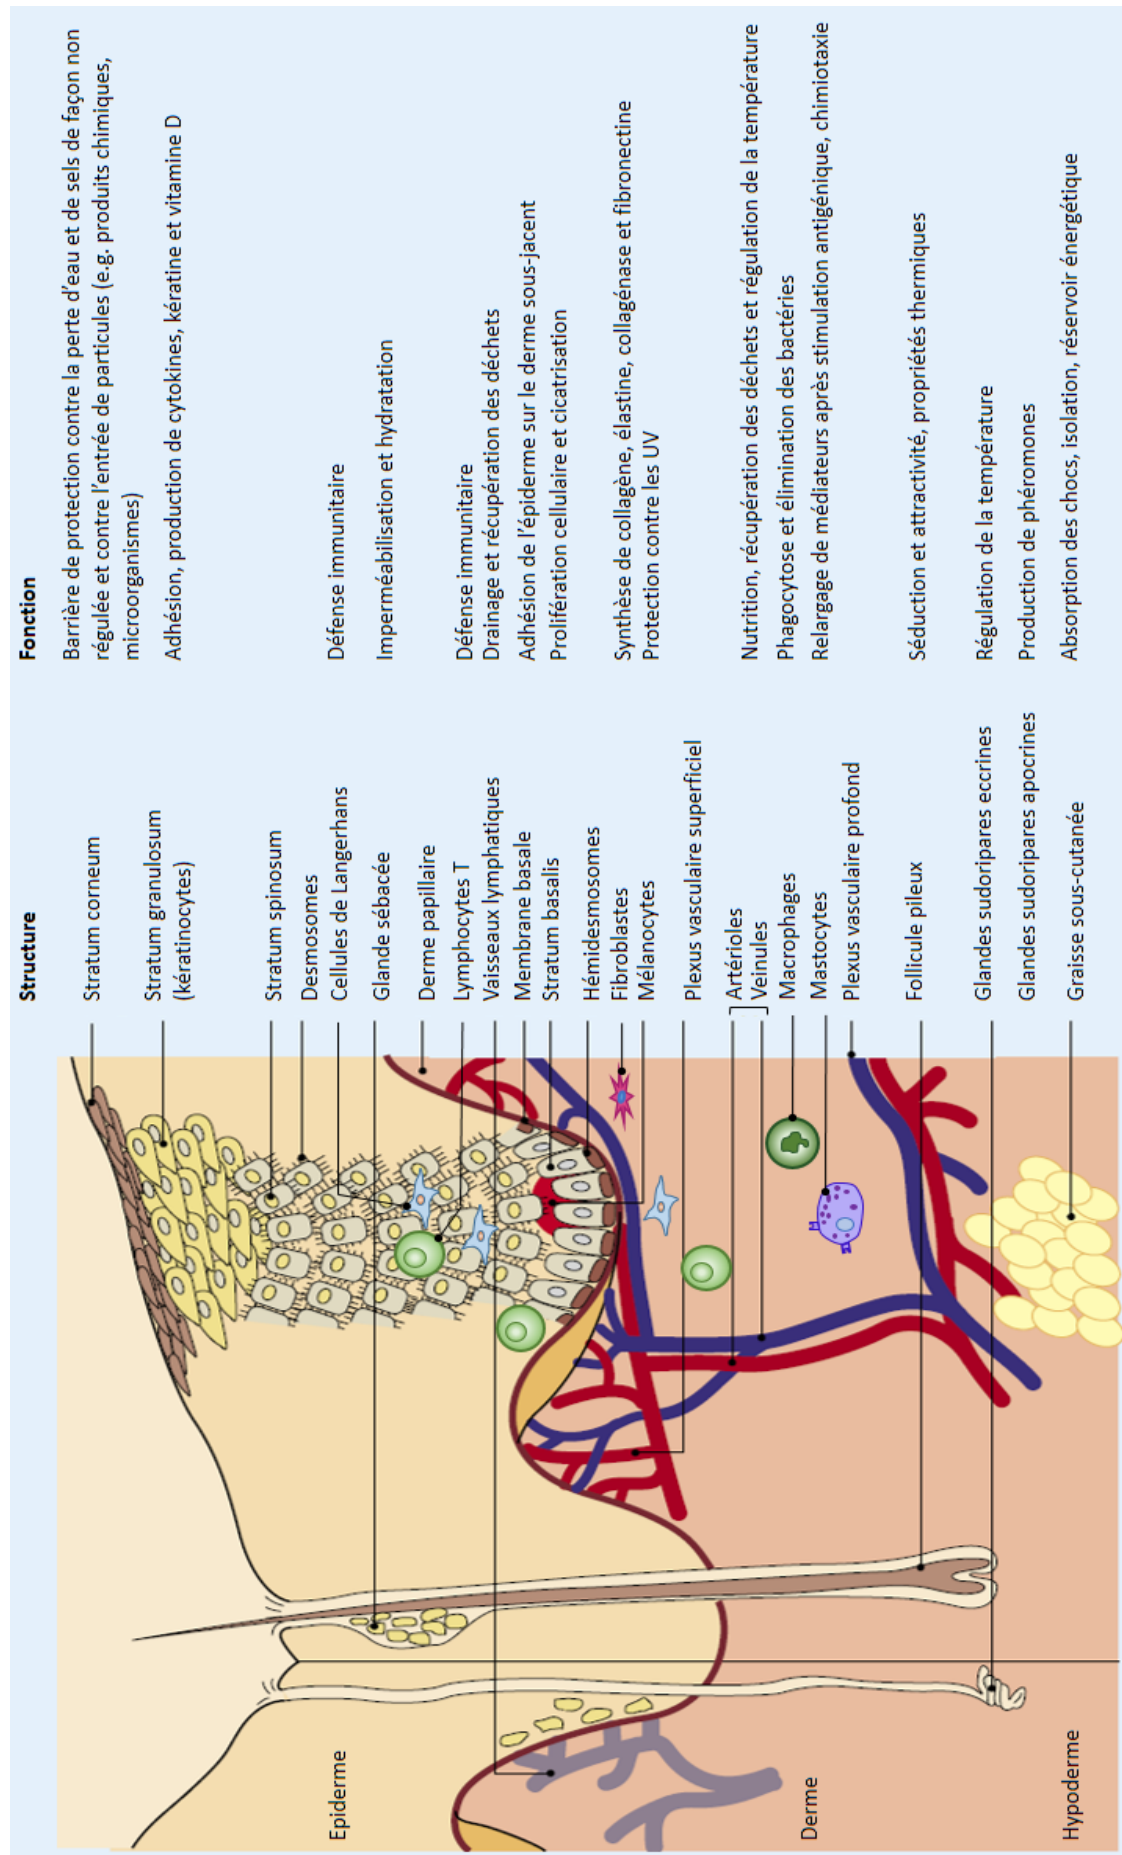 Structure
Fonction
Stratum corneum
Barrière de protection contre la perte d'eau et de sels de façon non
régulée et contre l'entrée de particules (e.g. produits chimiques,
microorganismes)
Stratum granulosum
(kératinocytes)
Adhésion, production de cytokines, kératine et vitamine D
Stratum spinosum
Desmosomes
Cellules de Langerhans
Défense immunitaire
Glande sébacée
Imperméabilisation et hydratation
Derme papillaire
Lymphocytes T
Défense immunitaire
Vaisseaux lymphatiques
Drainage et récupération des déchets
Membrane basale
Adhésion de l'épiderme sur le derme sous-jacent
Stratum basalis
Prolifération cellulaire et cicatrisation
Hémidesmosomes
Fibroblastes
Synthèse de collagène, élastine, collagénase et fibronectine
Mélanocytes
Protection contre les UV
Plexus vasculaire superficiel
Artérioles
Veinules
Nutrition, récupération des déchets et régulation de la température
Macrophages
Phagocytose et élimination des bactéries
Mastocytes
Relargage de médiateurs après stimulation antigénique, chimiotaxie
Plexus vasculaire profond
Follicule pileux
Séduction et attractivité, propriétés thermiques
Glandes sudoripares eccrines
Régulation de la température
Glandes sudoripares apocrines
Production de phéromones
Graisse sous-cutanée
Absorption des chocs, isolation, réservoir énergétique
Epiderme
Derme
Hypoderme